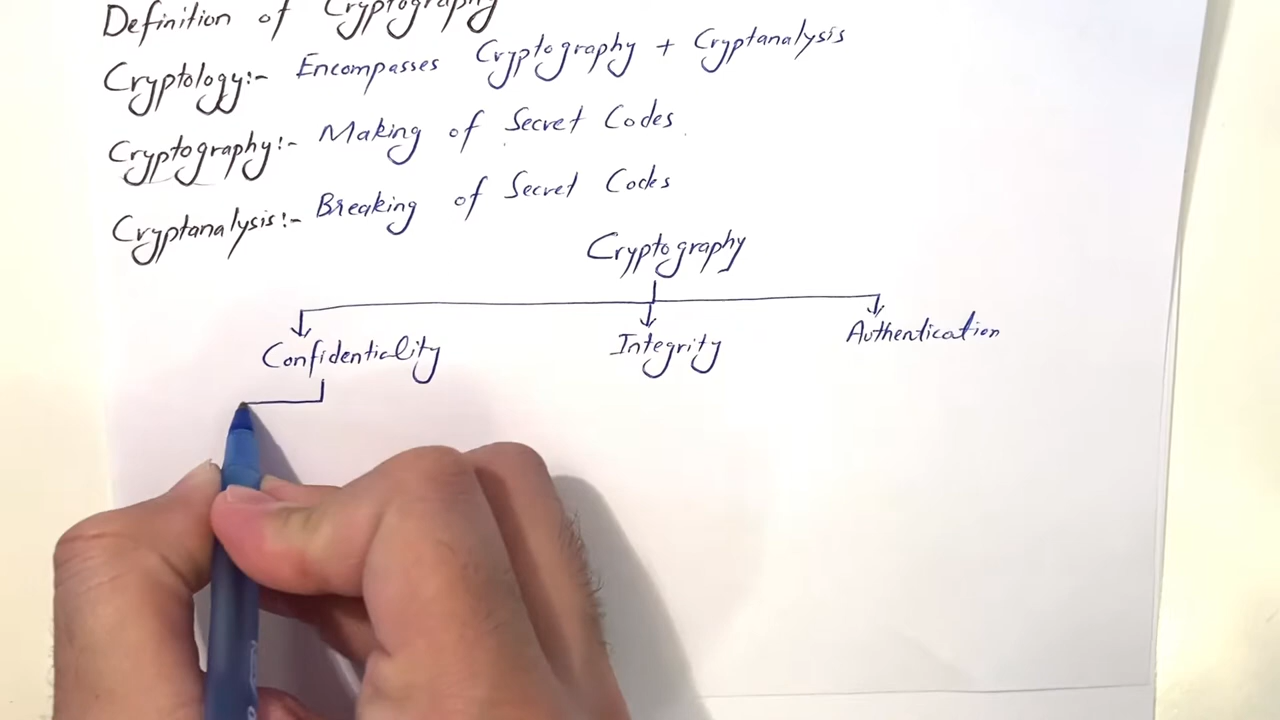 Definition of Cryptography
Cryptology:- Encompasses Cryptography + Cryptanalysis
Cryptography:- Making of Secret Codes
Cryptanalysis:- Breaking of Secret Codes
Cryptography
Confidentiality Integrity Authentication